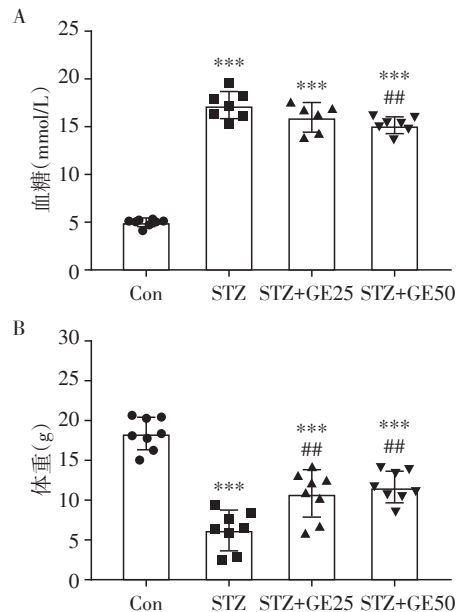 A
25
20
15
10
5
0
血糖(mmol/L)
***
***
***
##
Con
STZ
STZ+GE25
STZ+GE50
B
30
25
20
15
10
5
0
体重(g)
***
***
##
***
##
Con
STZ
STZ+GE25
STZ+GE50